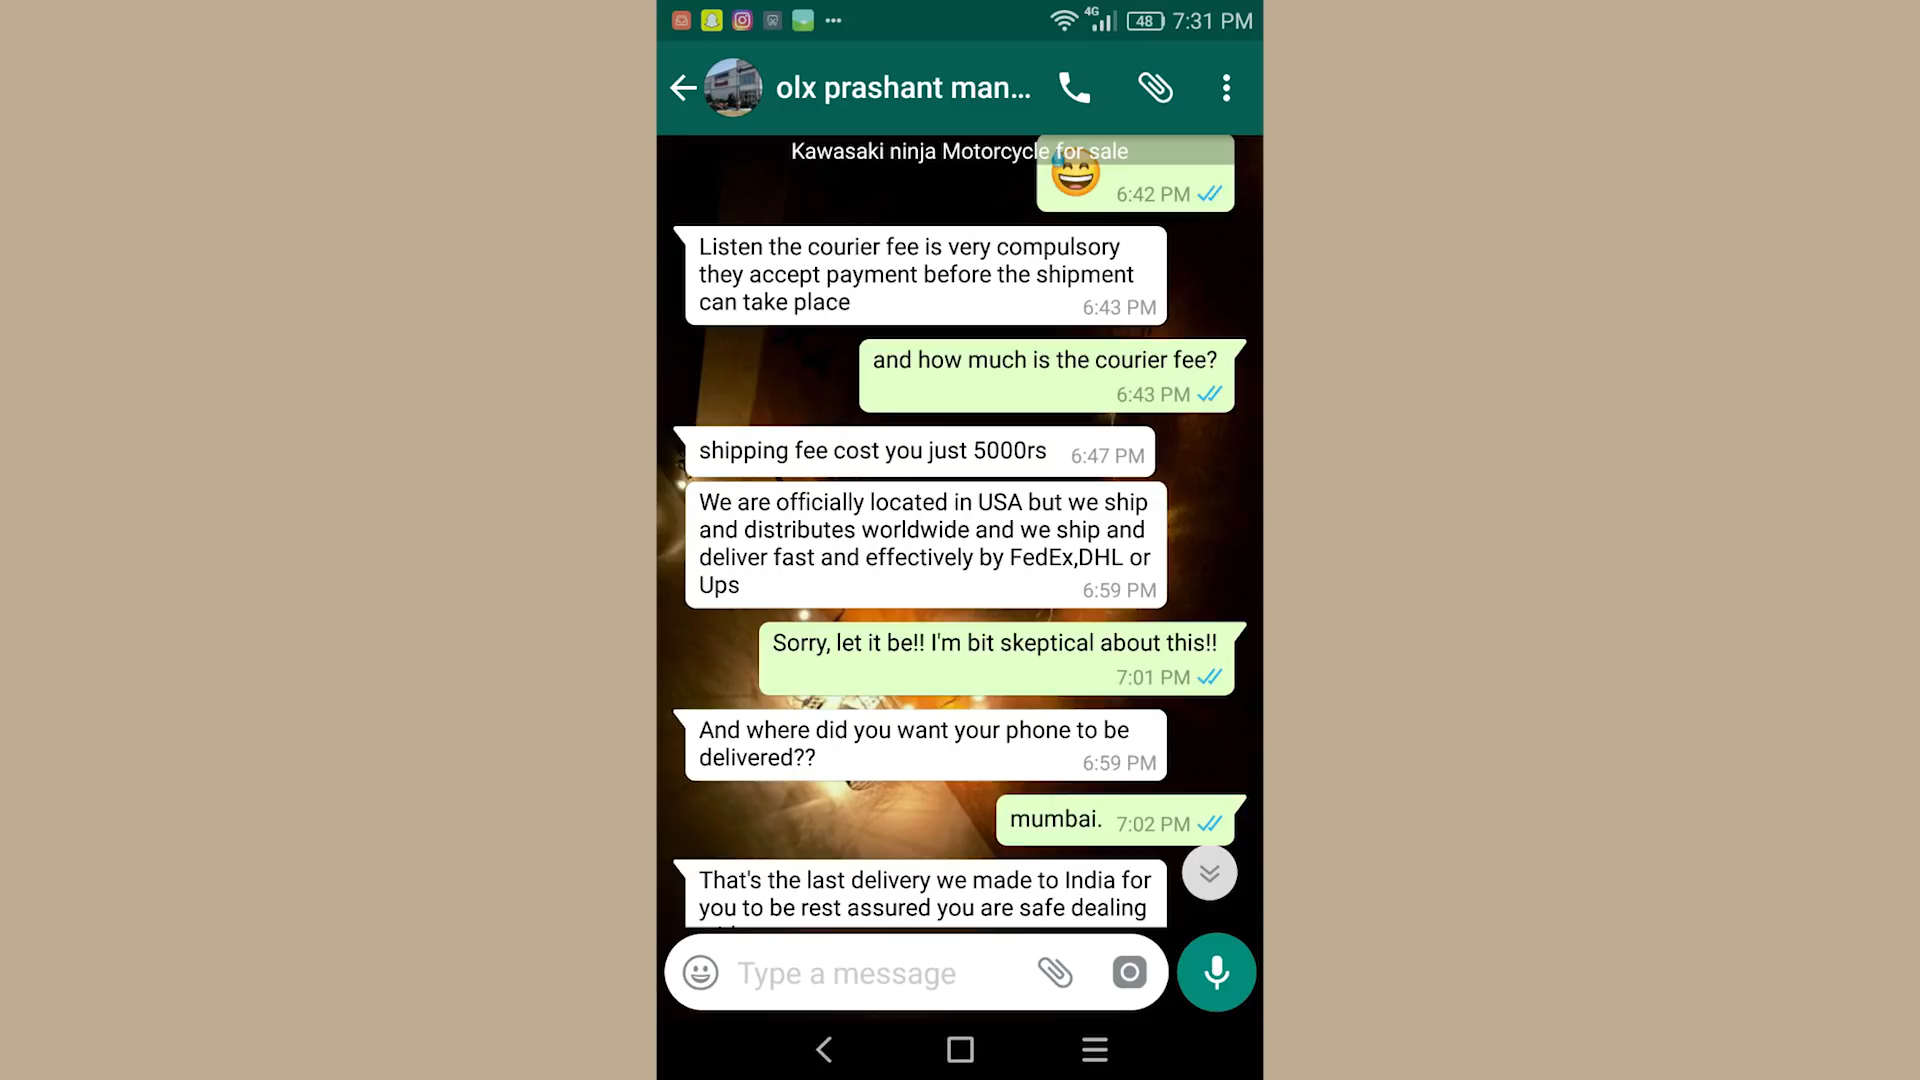 4G
48
7:31 PM
olx prashant man...
Kawasaki ninja Motorcycle for sale
6:42 PM
Listen the courier fee is very compulsory
they accept payment before the shipment
can take place
6:43 PM
and how much is the courier fee?
6:43 PM
shipping fee cost you just 5000rs
6:47 PM
We are officially located in USA but we ship
and distributes worldwide and we ship and
deliver fast and effectively by FedEx,DHL or
Ups
6:59 PM
Sorry, let it be!! I'm bit skeptical about this!!
7:01 PM
And where did you want your phone to be
delivered??
6:59 PM
mumbai.
7:02 PM
That's the last delivery we made to India for
you to be rest assured you are safe dealing
Type a message